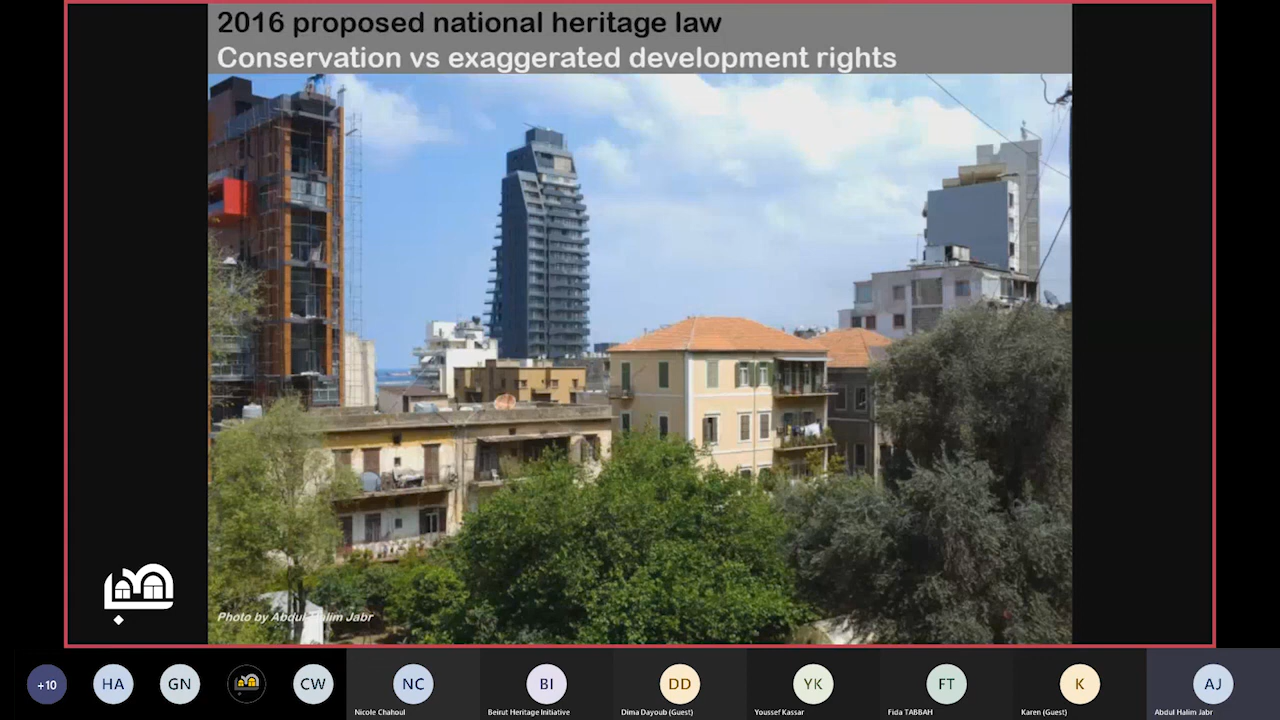 2016 proposed national heritage law
Conservation vs exaggerated development rights
Photo by Abdul Halim Jabr
+10
HA
GN
CW
NC
BI
DD
YK
FT
K
AJ
Nicole Chahoul
Beirut Heritage Initiative
Dima Dayoub (Guest)
Youssef Kassar
Fida TABBAH
Karen (Guest)
Abdul Halim Jabr